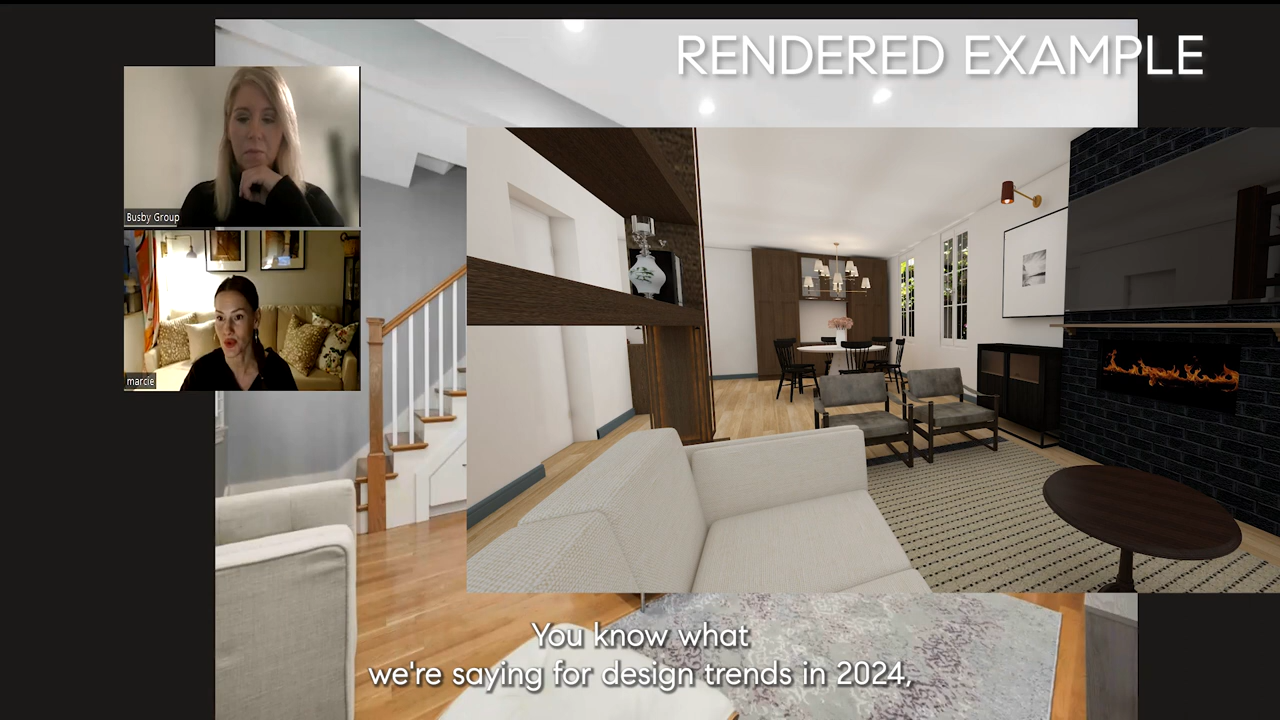 RENDERED EXAMPLE
Busby Group
marcie
You know what
we're saying for design trends in 2024,